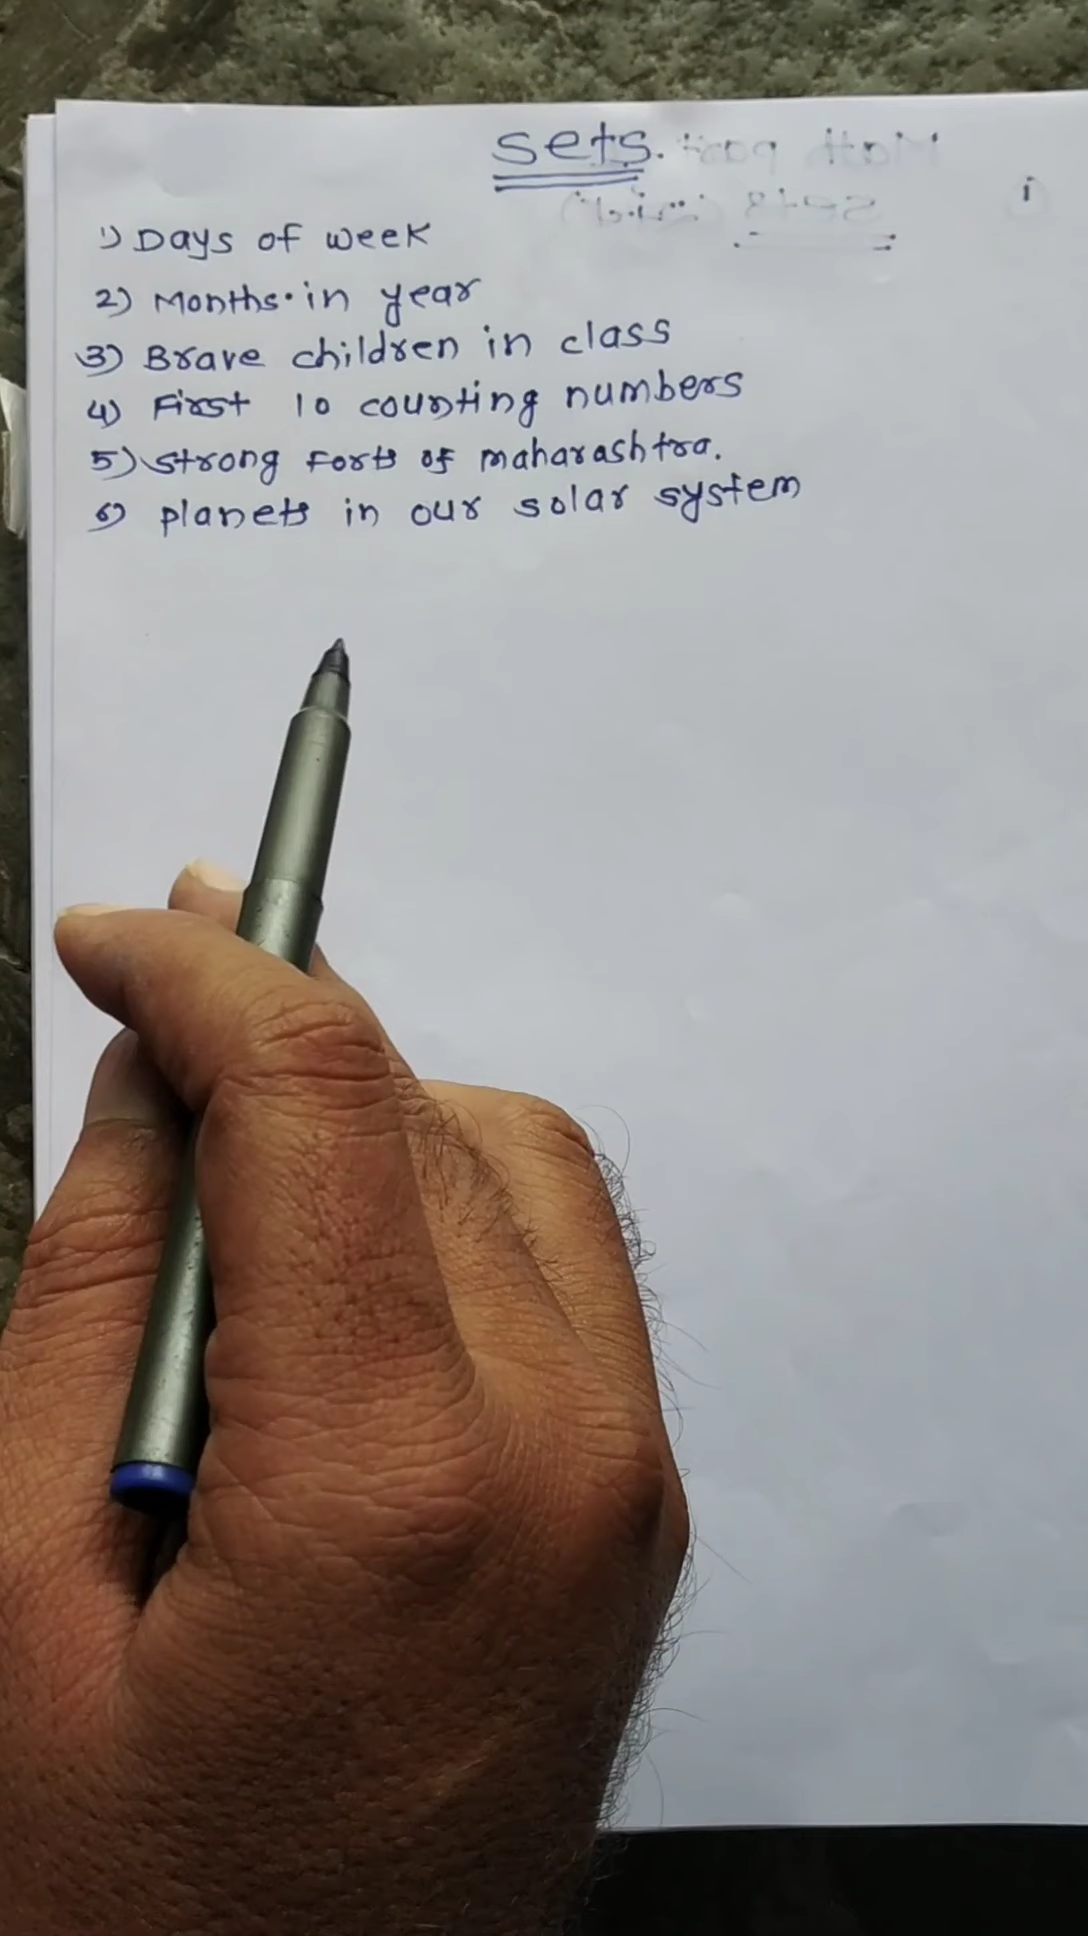 sets.
1) Days of week
2) Months in year
3) Brave children in class
4) First 10 counting numbers
5) strong forts of maharashtra.
6) planets in our solar system